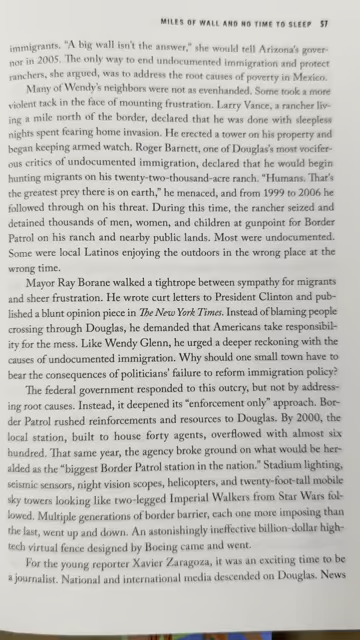 MILES OF WALL AND NO TIME TO SLEEP 57
immigrants. “A big wall isn’t the answer,” she would tell Arizona’s gover-
nor in 2005. The only way to end undocumented immigration and protect
ranchers, she argued, was to address the root causes of poverty in Mexico.
Many of Wendy’s neighbors were not as evenhanded. Some took a more
violent tack in the face of mounting frustration. Larry Vance, a rancher liv-
ing a mile north of the border, declared that he was done with sleepless
nights spent fearing home invasion. He erected a tower on his property and
began keeping armed watch. Roger Barnett, one of Douglas’s most vocifer-
ous critics of undocumented immigration, declared that he would begin
hunting migrants on his twenty-two-thousand-acre ranch. “Humans. That’s
the greatest prey there is on earth,” he menaced, and from 1999 to 2006 he
followed through on his threat. During this time, the rancher seized and
detained thousands of men, women, and children at gunpoint for Border
Patrol on his ranch and nearby public lands. Most were undocumented.
Some were local Latinos enjoying the outdoors in the wrong place at the
wrong time.
Mayor Ray Borane walked a tightrope between sympathy for migrants
and sheer frustration. He wrote curt letters to President Clinton and pub-
lished a blunt opinion piece in The New York Times. Instead of blaming people
crossing through Douglas, he demanded that Americans take responsibil-
ity for the mess. Like Wendy Glenn, he urged a deeper reckoning with the
causes of undocumented immigration. Why should one small town have to
bear the consequences of politicians’ failure to reform immigration policy?
The federal government responded to this outcry, but not by address-
ing root causes. Instead, it deepened its “enforcement only” approach. Bor-
der Patrol rushed reinforcements and resources to Douglas. By 2000, the
local station, built to house forty agents, overflowed with almost six
hundred. That same year, the agency broke ground on what would be her-
alded as the “biggest Border Patrol station in the nation.” Stadium lighting,
seismic sensors, night vision scopes, helicopters, and twenty-foot-tall mobile
sky towers looking like two-legged Imperial Walkers from Star Wars fol-
lowed. Multiple generations of border barrier, each one more imposing than
the last, went up and down. An astonishingly ineffective billion-dollar high-
tech virtual fence designed by Boeing came and went.
For the young reporter Xavier Zaragoza, it was an exciting time to be
a journalist. National and international media descended on Douglas. News